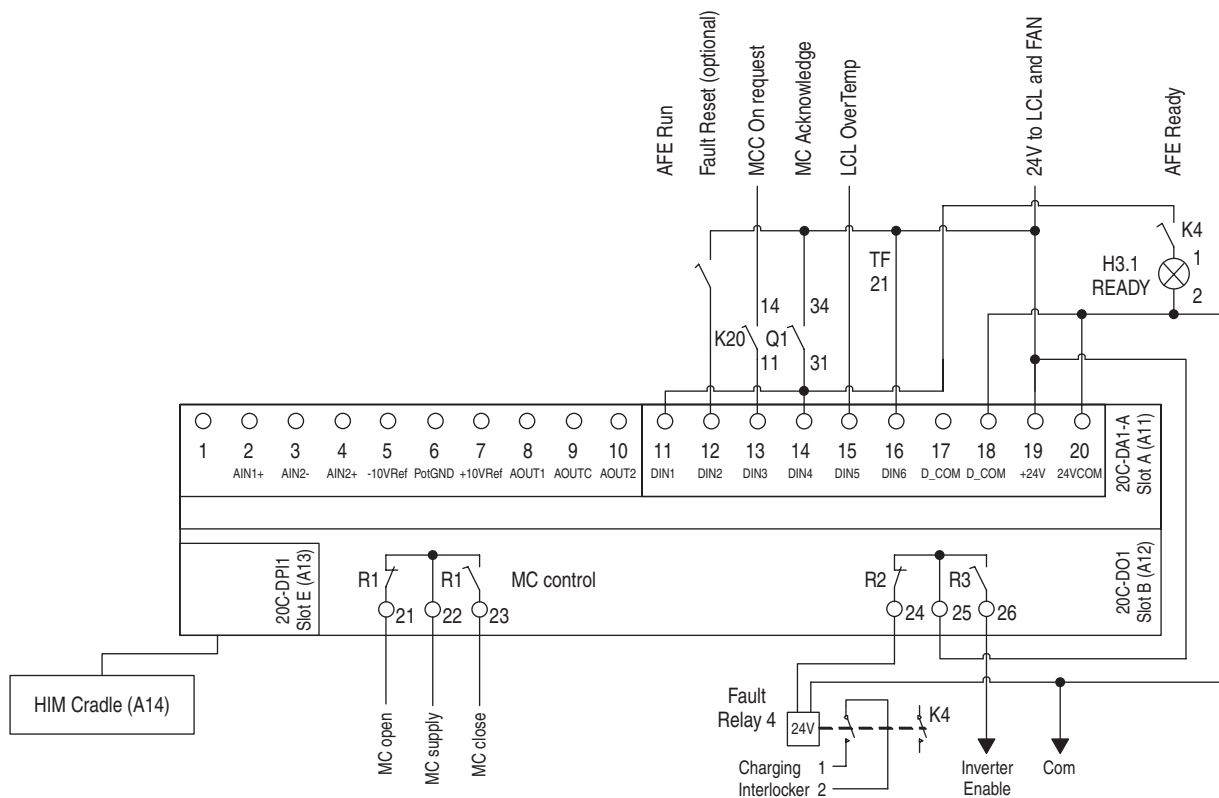 AFE Run
Fault Reset (optional)
MCC On request
MC Acknowledge
LCL OverTemp
24V to LCL and FAN
AFE Ready
K4
1
H3.1
READY
2
TF
21
14
34
K20
Q1
11
31
1
2
3
4
5
6
7
8
9
10
11
12
13
14
15
16
17
18
19
20
AIN1+
AIN2-
AIN2+
-10VRef
PotGND
+10VRef
AOUT1
AOUTC
AOUT2
DIN1
DIN2
DIN3
DIN4
DIN5
DIN6
D_COM
D_COM
+24V
24VCOM
20C-DA1-A
Slot A (A11)
20C-DPI1
Slot E (A13)
R1
R1
MC control
21
22
23
R2
R3
24
25
26
20C-DO1
Slot B (A12)
HIM Cradle (A14)
MC open
MC supply
MC close
Fault
Relay 4
24V
K4
Charging 1
Interlocker 2
Inverter
Enable
Com